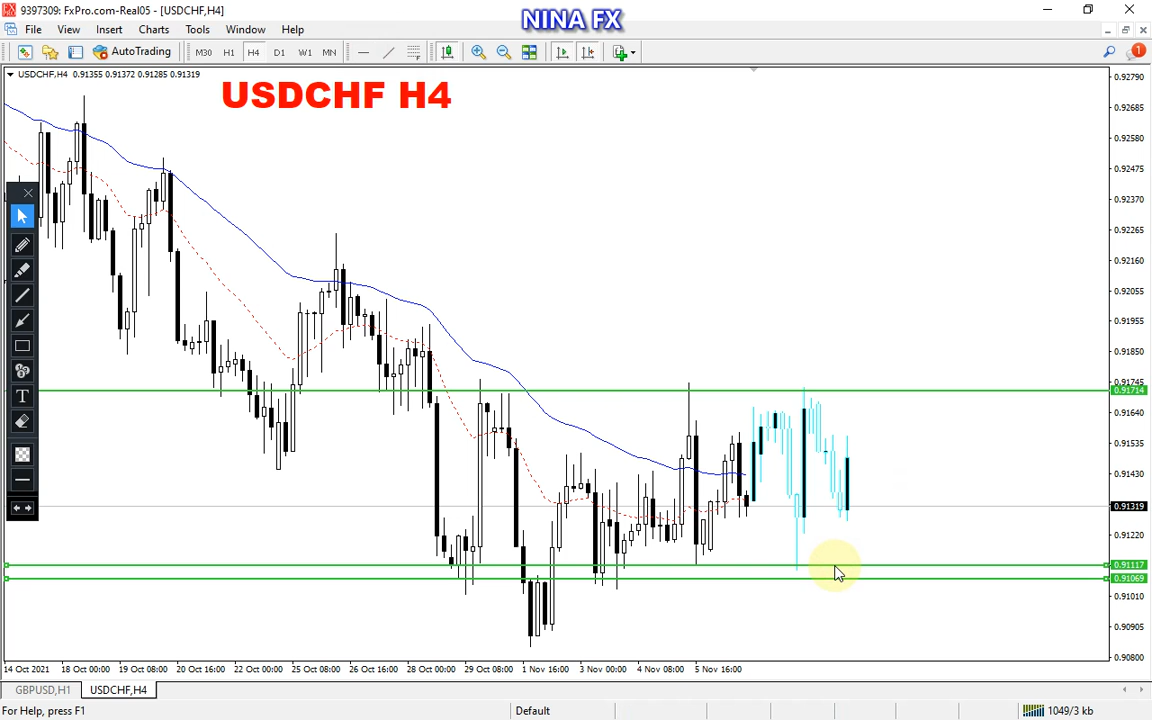 9397309: FxPro.com-Real05 - [USDCHF,H4]
NINA FX
File View Insert Charts Tools Window Help
AutoTrading M30 H1 H4 D1 W1 MN
1
USDCHF,H4 0.91355 0.91372 0.91285 0.91319
USDCHF H4
0.92790
0.92685
0.92580
0.92475
0.92370
0.92265
0.92160
0.92055
0.91955
0.91850
0.91745
0.91714
0.91640
0.91535
0.91430
0.91319
0.91220
0.91117
0.91069
0.91010
0.90905
0.90800
T
14 Oct 2021 18 Oct 00:00 19 Oct 08:00 20 Oct 16:00 22 Oct 00:00 25 Oct 08:00 26 Oct 16:00 28 Oct 00:00 29 Oct 08:00 1 Nov 16:00 3 Nov 00:00 4 Nov 08:00 5 Nov 16:00
GBPUSD,H1 USDCHF,H4
For Help, press F1 Default 1049/3 kb